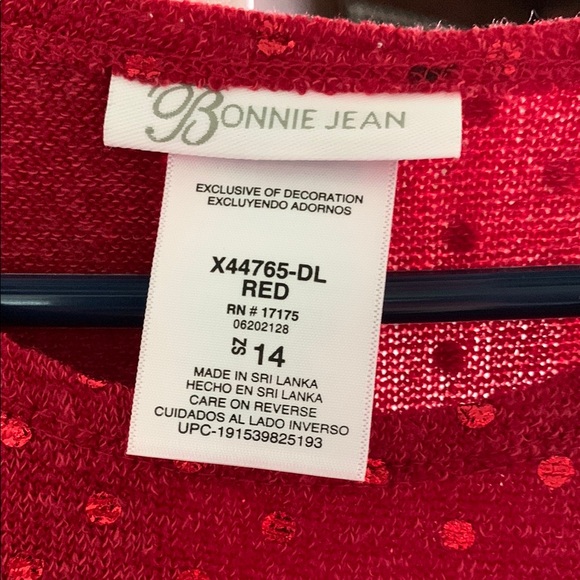 BONNIE JEAN
EXCLUSIVE OF DECORATION
EXCLUYENDO ADORNOS
X44765-DL
RED
RN # 17175
06202128
SZ 14
MADE IN SRI LANKA
HECHO EN SRI LANKA
CARE ON REVERSE
CUIDADOS AL LADO INVERSO
UPC-191539825193